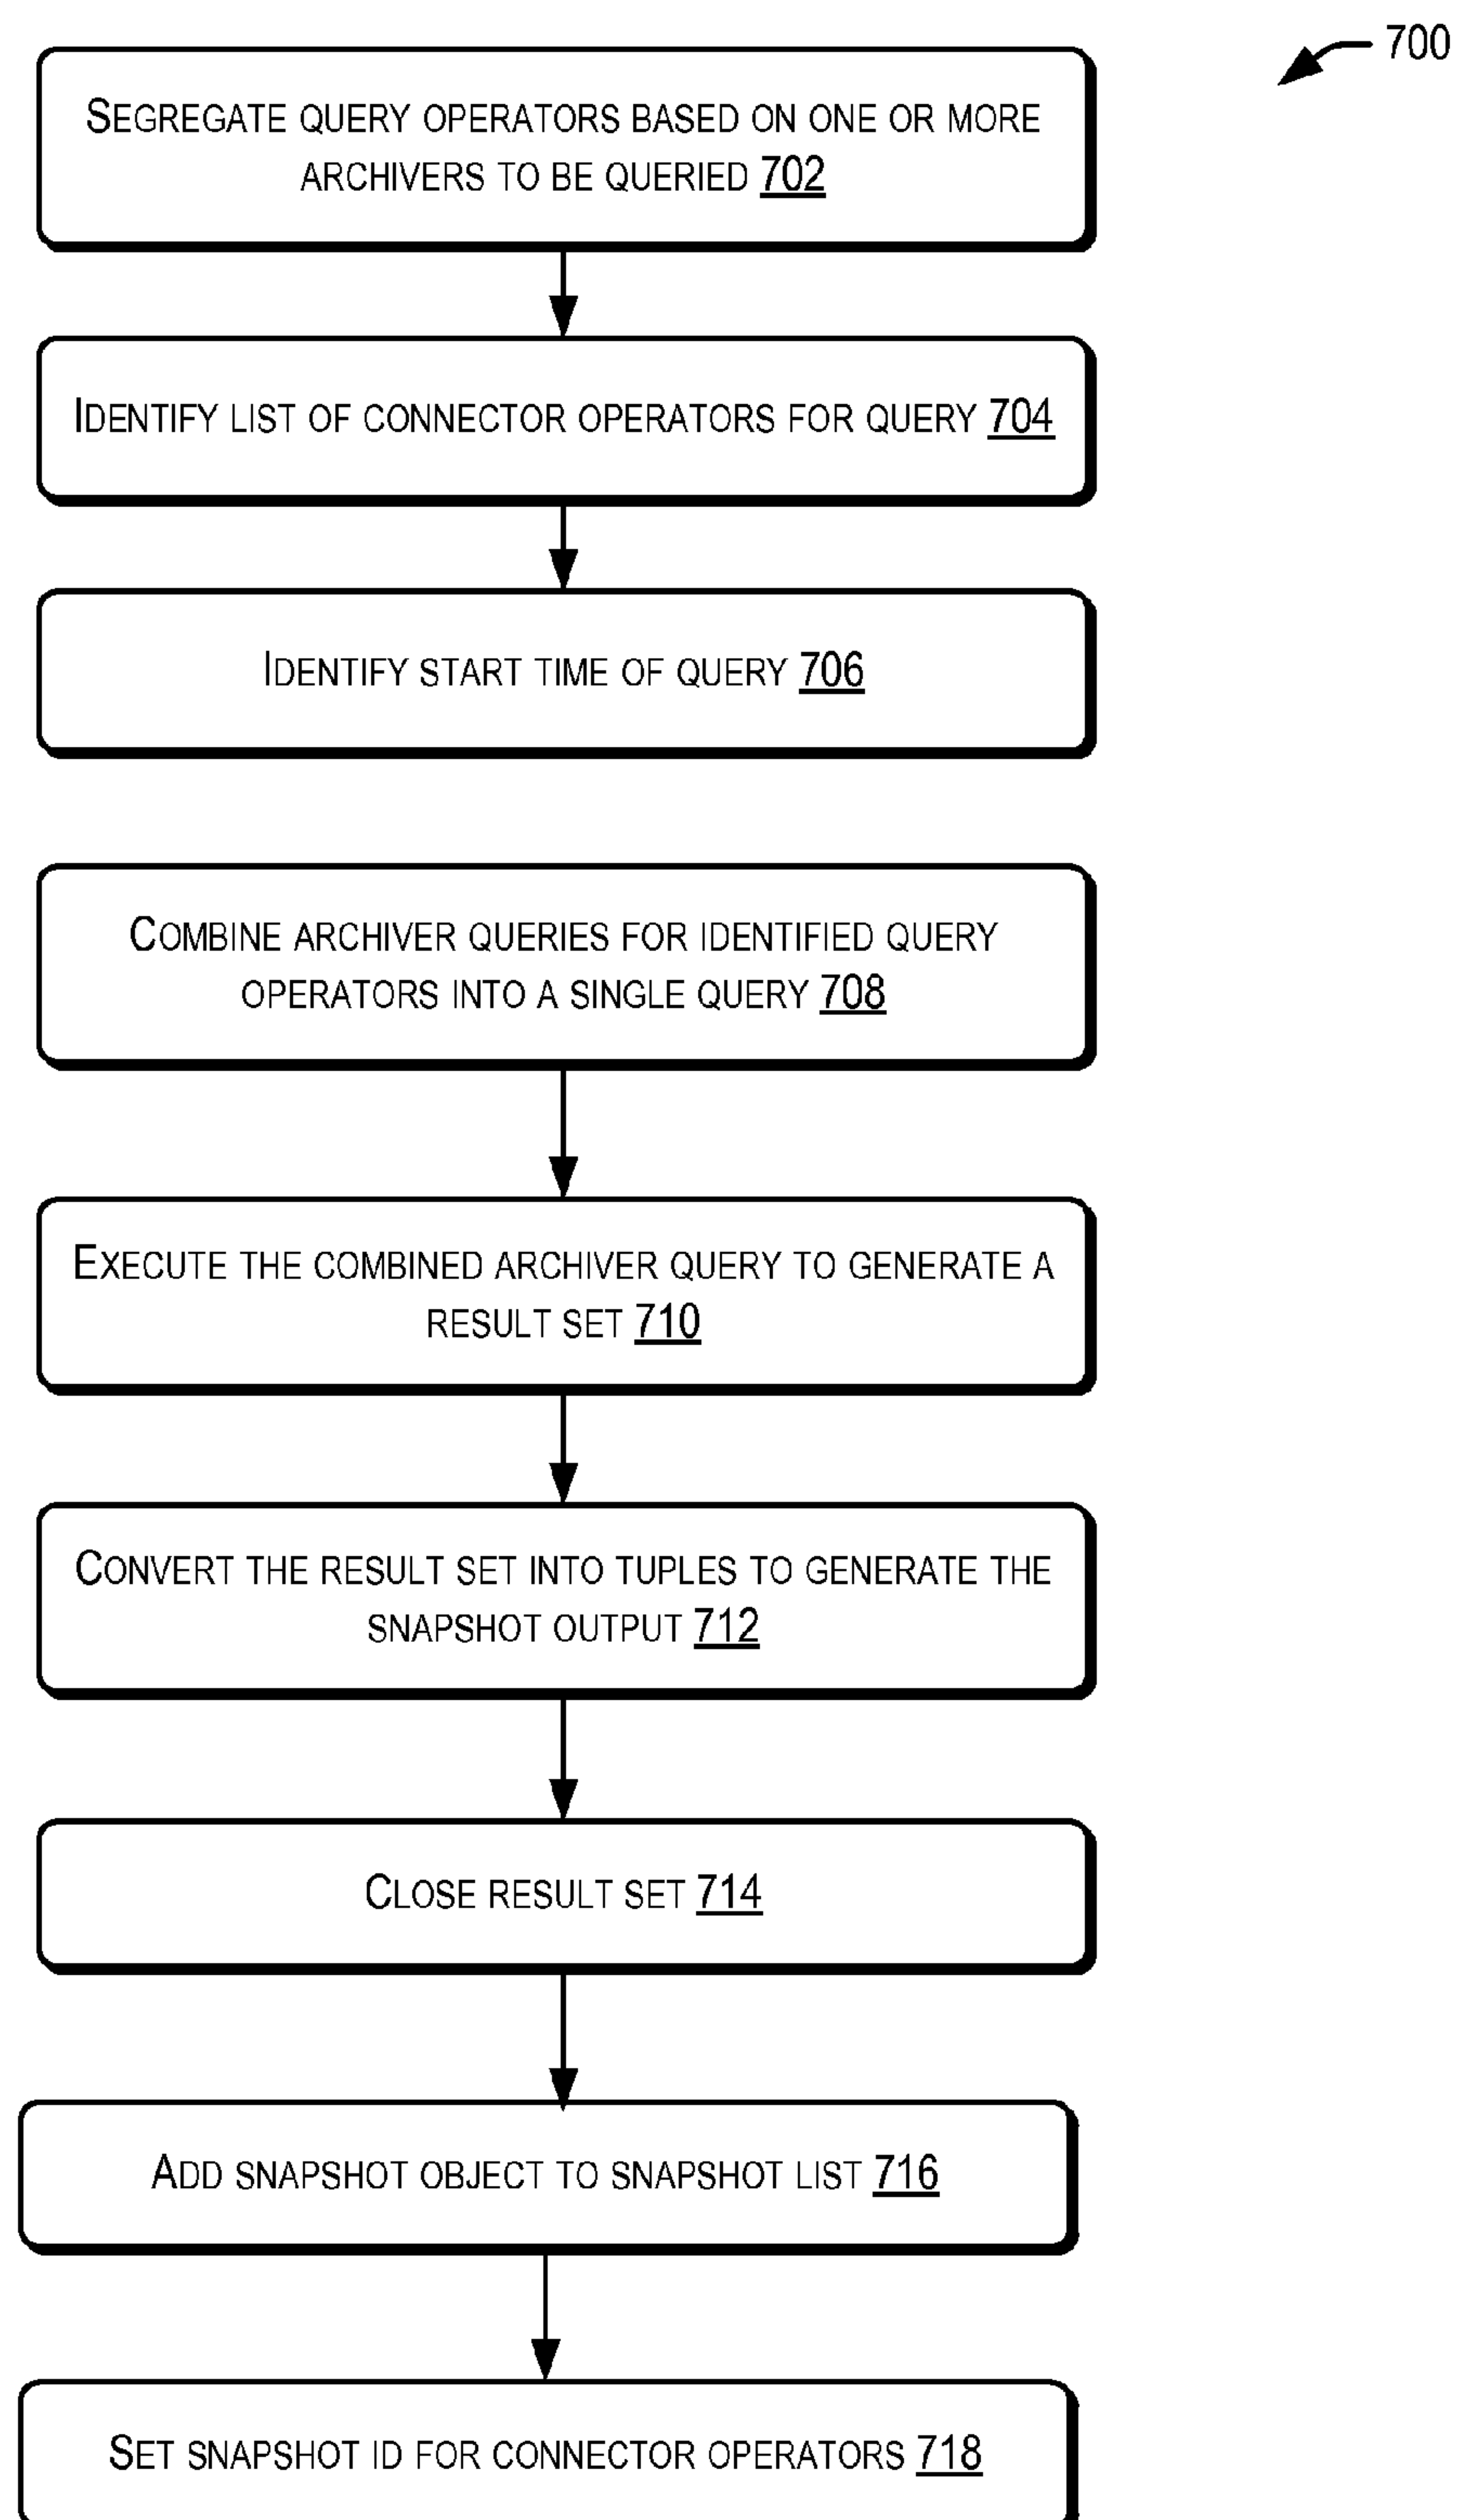 700
SEGREGATE QUERY OPERATORS BASED ON ONE OR MORE
ARCHIVERS TO BE QUERIED 702
IDENTIFY LIST OF CONNECTOR OPERATORS FOR QUERY 704
IDENTIFY START TIME OF QUERY 706
COMBINE ARCHIVER QUERIES FOR IDENTIFIED QUERY
OPERATORS INTO A SINGLE QUERY 708
EXECUTE THE COMBINED ARCHIVER QUERY TO GENERATE A
RESULT SET 710
CONVERT THE RESULT SET INTO TUPLES TO GENERATE THE
SNAPSHOT OUTPUT 712
CLOSE RESULT SET 714
ADD SNAPSHOT OBJECT TO SNAPSHOT LIST 716
SET SNAPSHOT ID FOR CONNECTOR OPERATORS 718